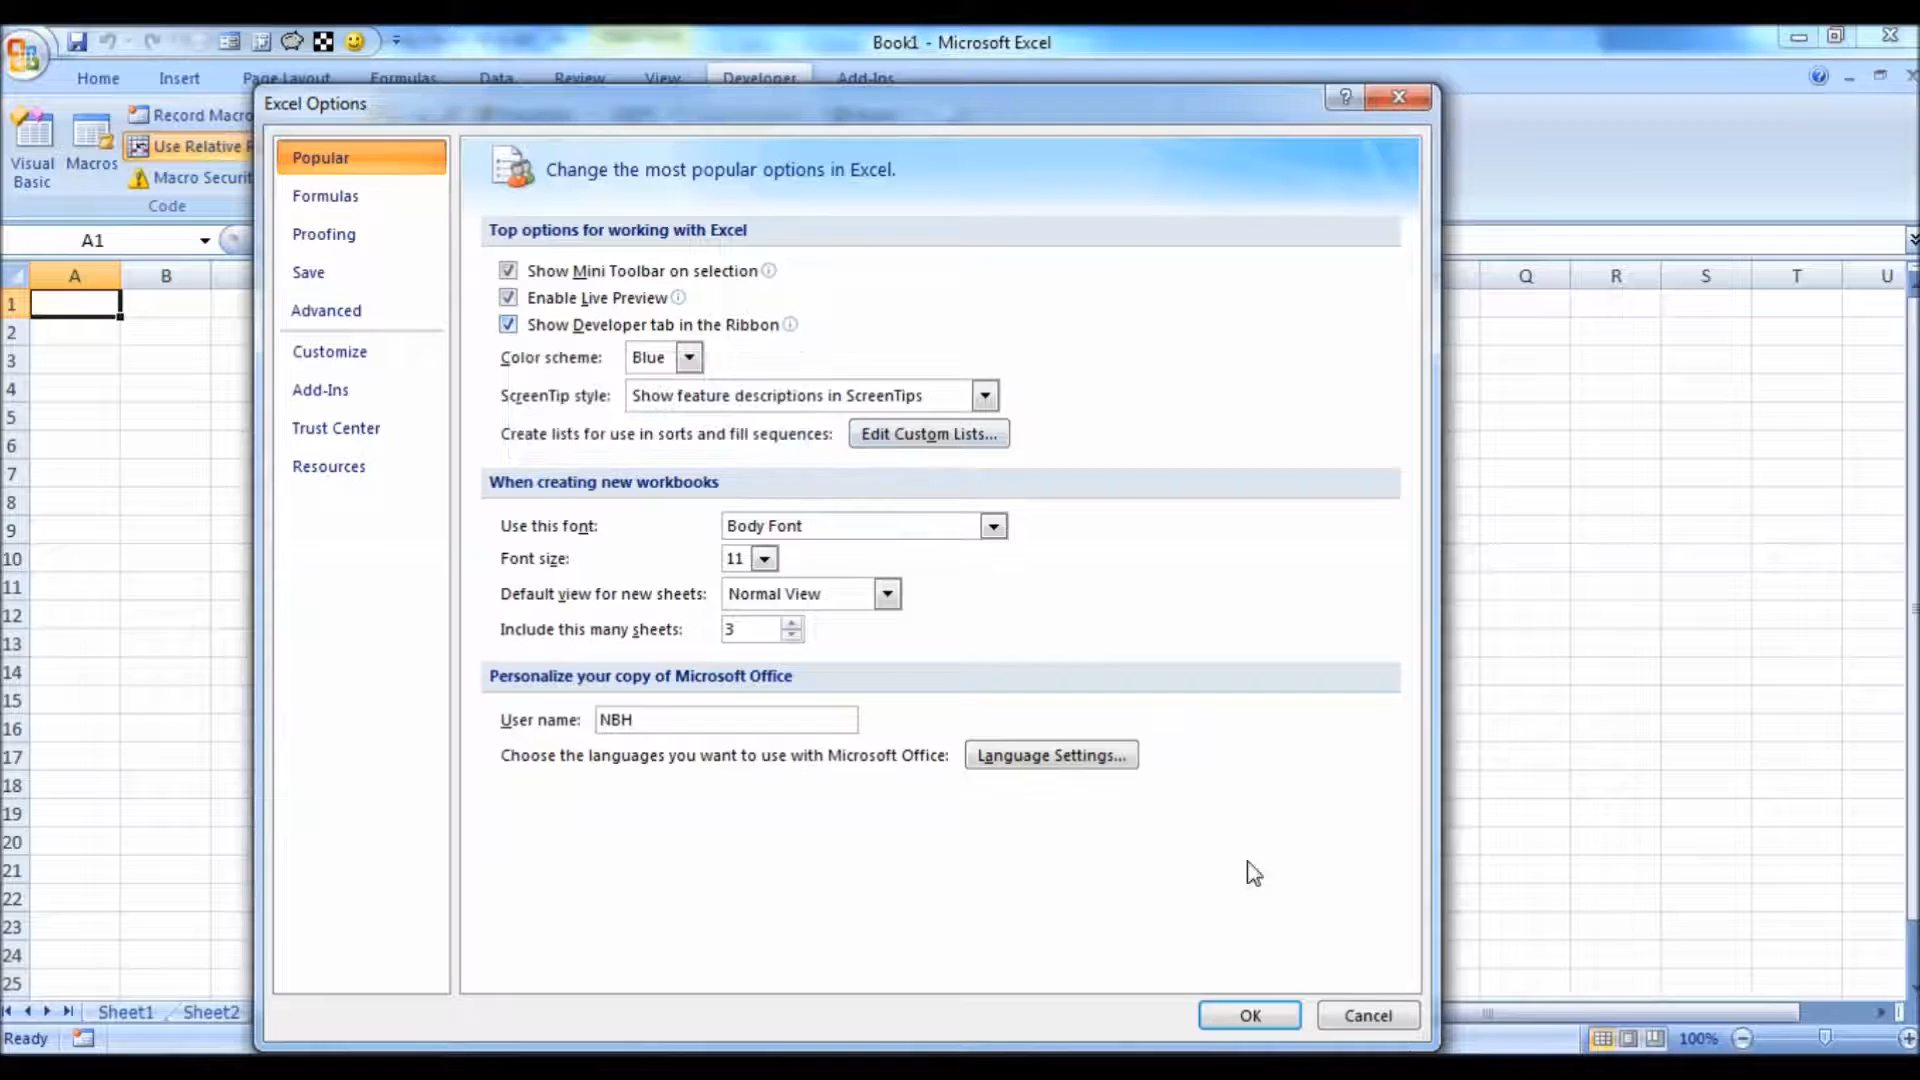 Book1 - Microsoft Excel
Home Insert Page Layout Formulas Data Review View Developer Add-Ins
Excel Options
Record Macro
Use Relative
Macro Securit
Visual
Basic
Macros
Code
A1
A B Q R S T U
1
2
3
4
5
6
7
8
9
10
11
12
13
14
15
16
17
18
19
20
21
22
23
24
25
Popular
Formulas
Proofing
Save
Advanced
Customize
Add-Ins
Trust Center
Resources
Change the most popular options in Excel.
Top options for working with Excel
Show Mini Toolbar on selection
Enable Live Preview
Show Developer tab in the Ribbon
Color scheme: Blue
ScreenTip style: Show feature descriptions in ScreenTips
Create lists for use in sorts and fill sequences: Edit Custom Lists...
When creating new workbooks
Use this font: Body Font
Font size: 11
Default view for new sheets: Normal View
Include this many sheets: 3
Personalize your copy of Microsoft Office
User name: NBH
Choose the languages you want to use with Microsoft Office: Language Settings...
OK Cancel
Sheet1 Sheet2
Ready 100%